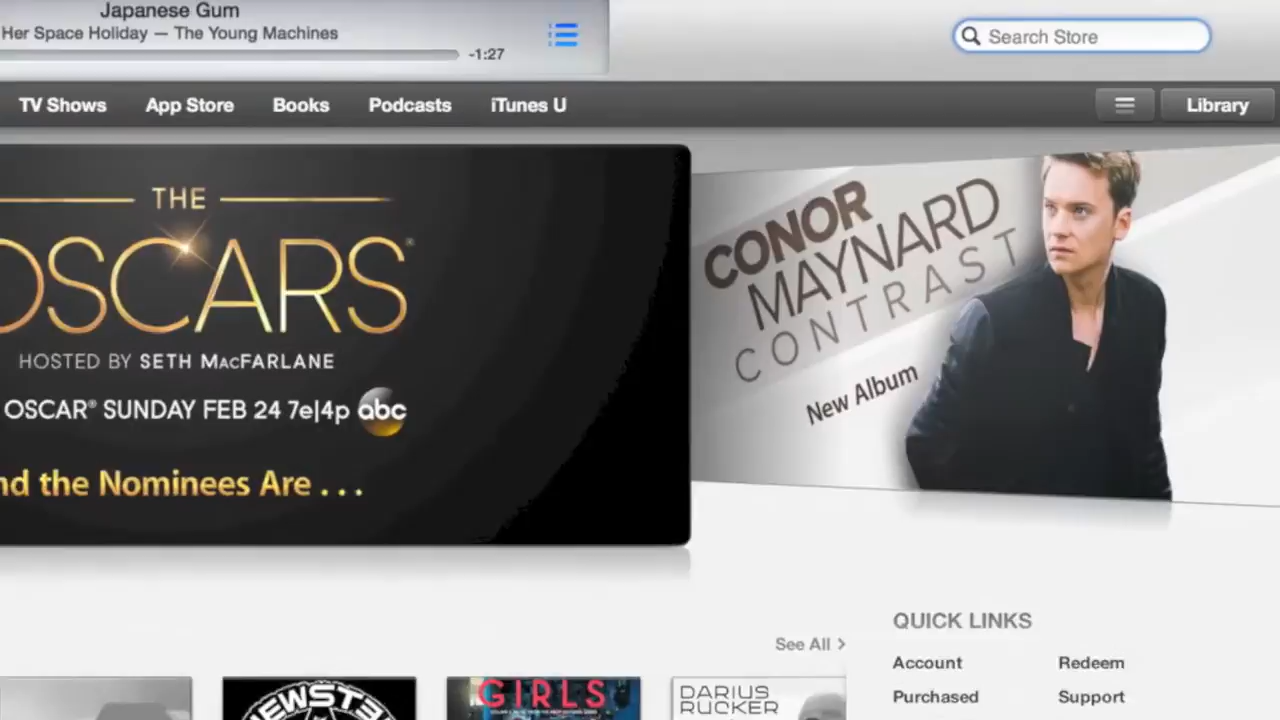 Japanese Gum
Her Space Holiday — The Young Machines
-1:27
Search Store
TV Shows
App Store
Books
Podcasts
iTunes U
Library
THE
OSCARS®
HOSTED BY SETH MACFARLANE
OSCAR® SUNDAY FEB 24 7e|4p abc
nd the Nominees Are . . .
CONOR
MAYNARD
CONTRAST
New Album
See All >
QUICK LINKS
Account
Redeem
Purchased
Support
NEWST
GIRLS
DARIUS
RUCKER